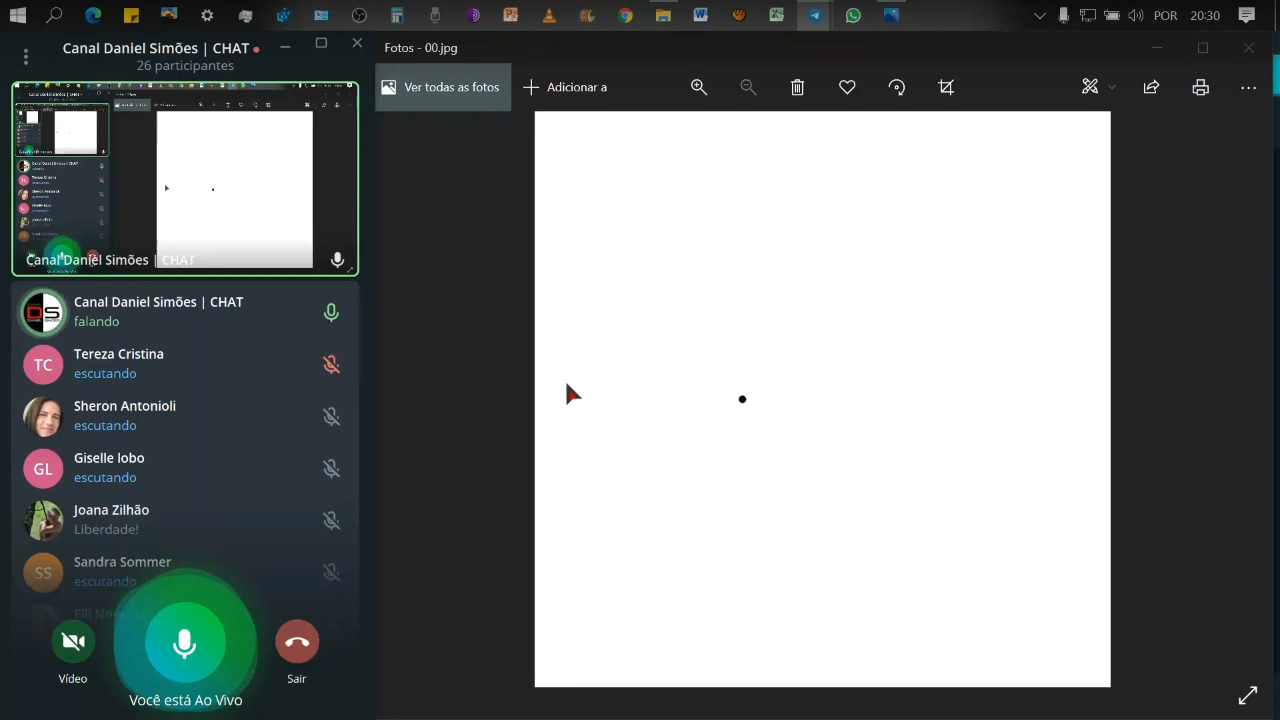 POR 20:30
Canal Daniel Simões | CHAT
26 participantes
Canal Daniel Simões | CHAT
Canal Daniel Simões | CHAT
falando
TC Tereza Cristina
escutando
Sheron Antonioli
escutando
GL Giselle lobo
escutando
Joana Zilhão
Liberdade!
SS Sandra Sommer
escutando
Vídeo
Sair
Você está Ao Vivo
Fotos - 00.jpg
Ver todas as fotos
Adicionar a